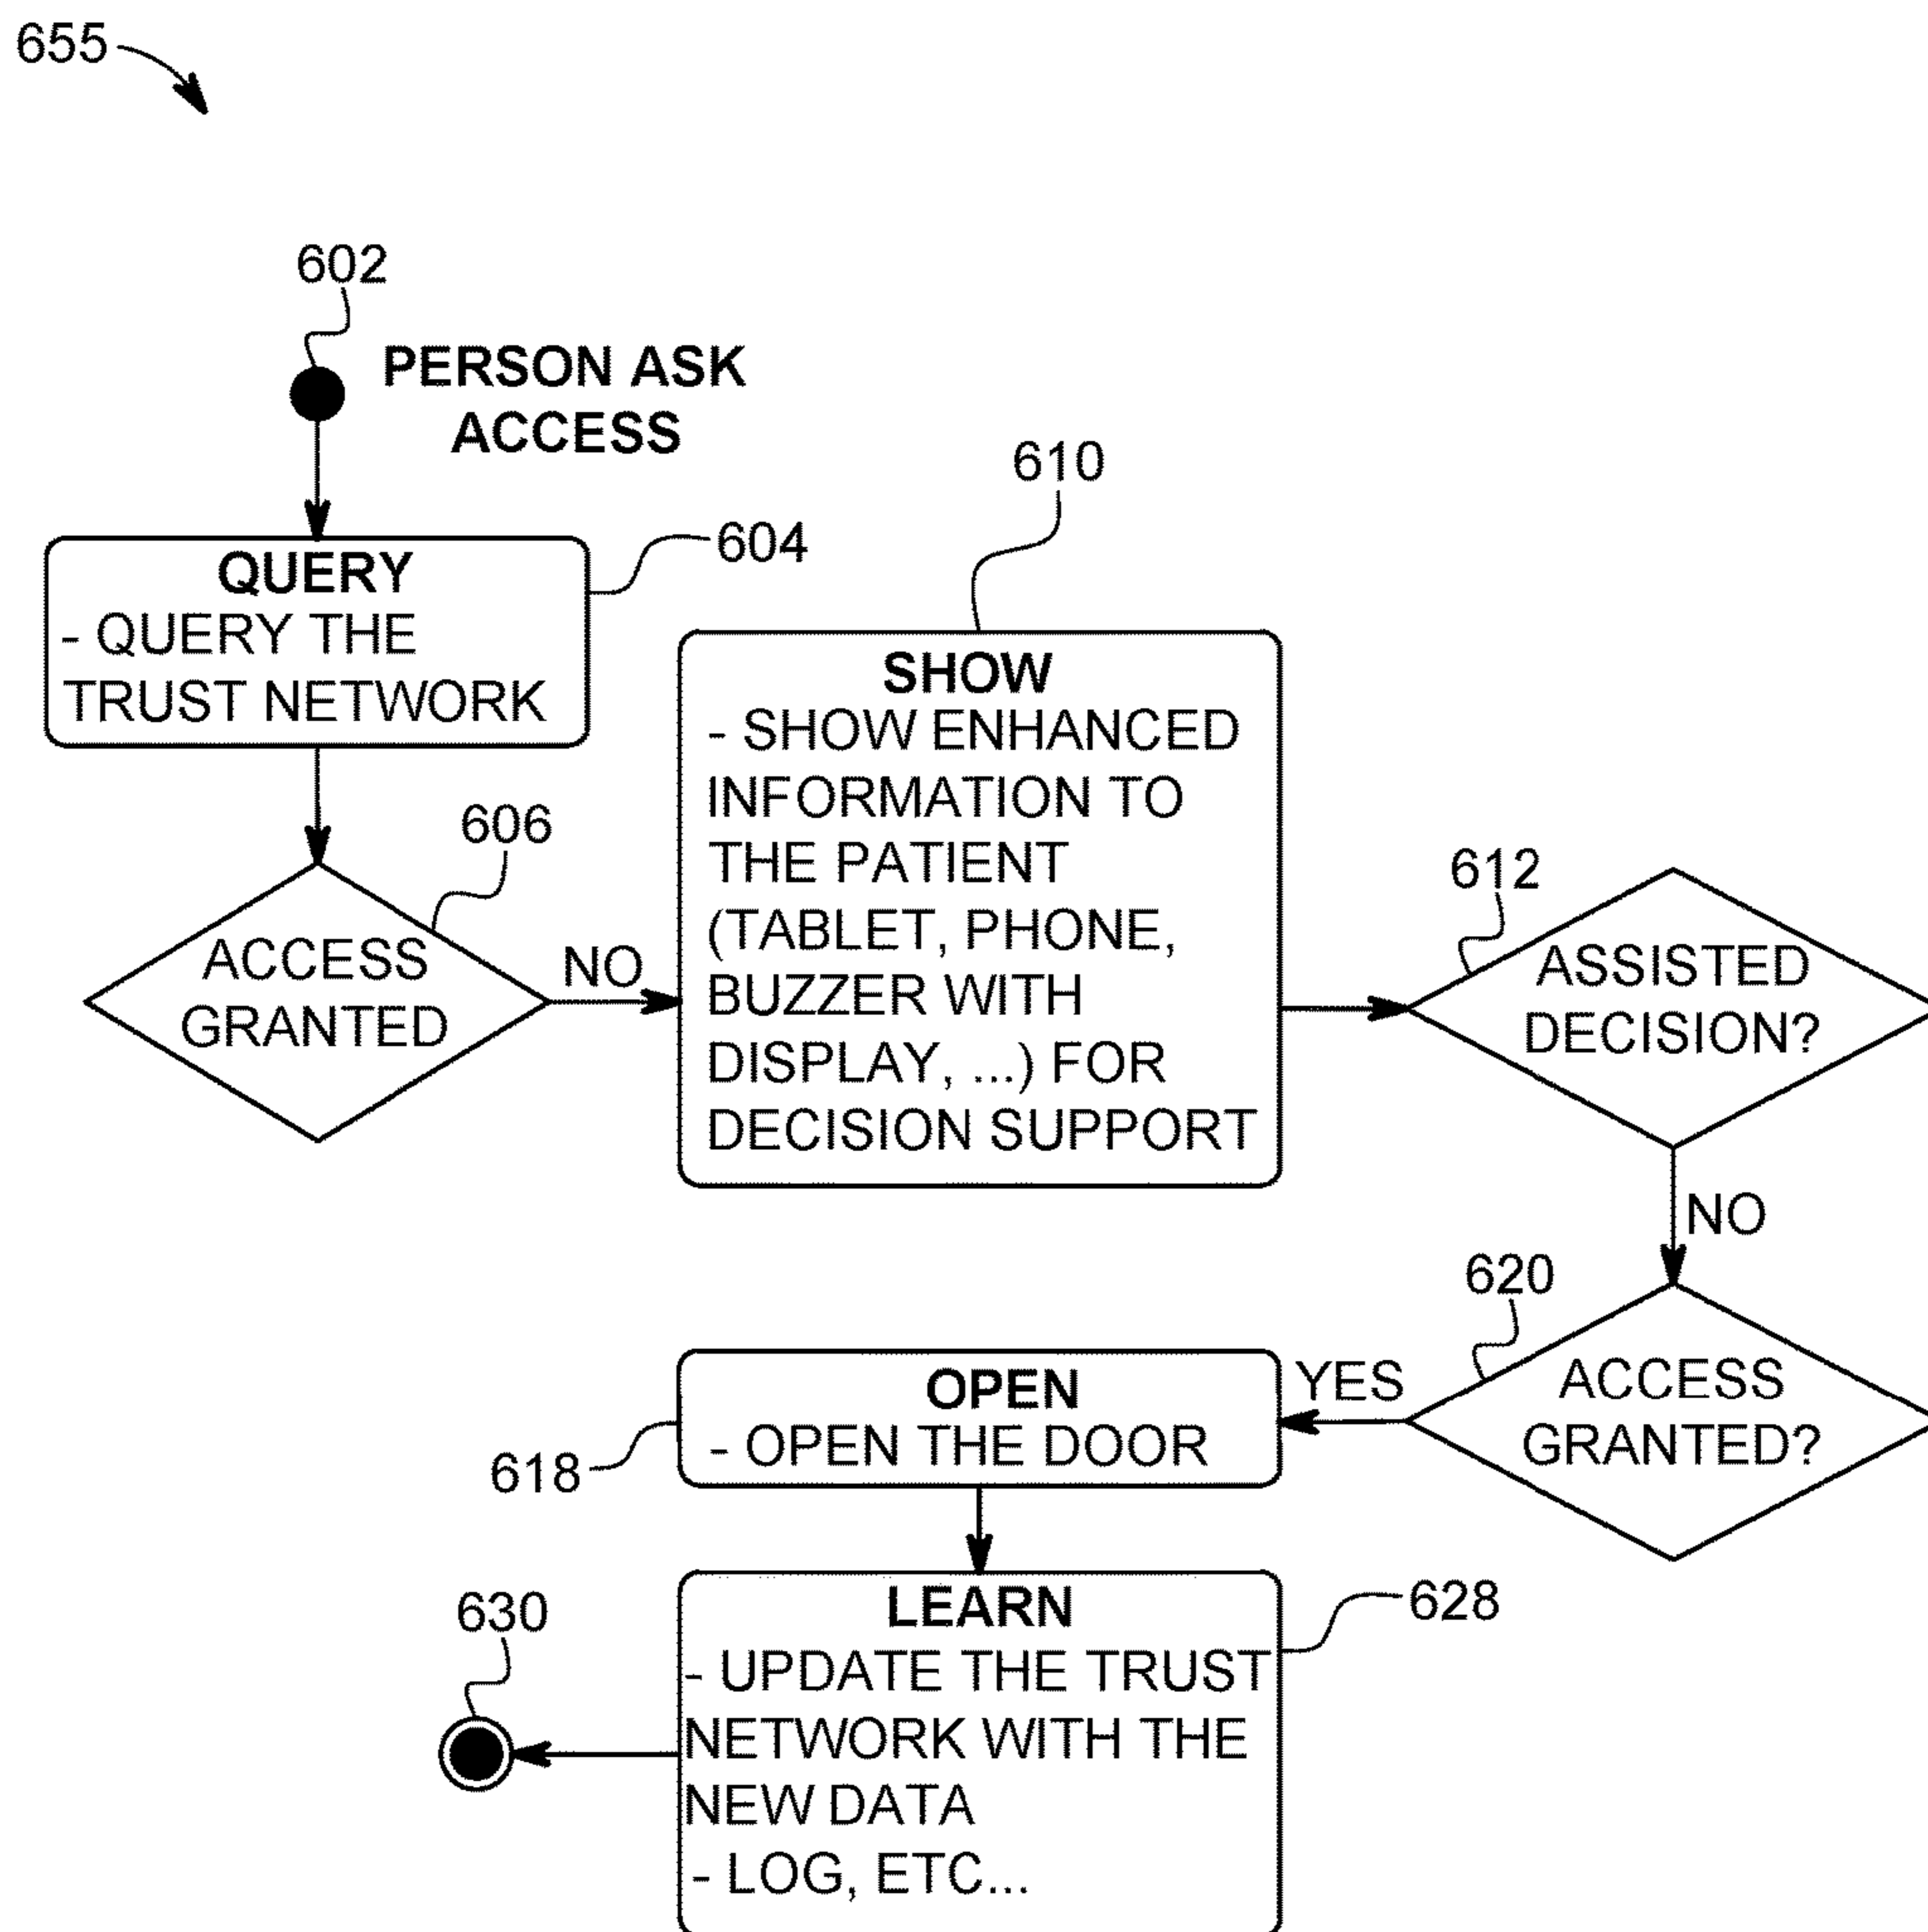 655
602
PERSON ASK
ACCESS
604
QUERY
- QUERY THE
TRUST NETWORK
606
ACCESS
GRANTED
NO
610
SHOW
- SHOW ENHANCED
INFORMATION TO
THE PATIENT
(TABLET, PHONE,
BUZZER WITH
DISPLAY, ...) FOR
DECISION SUPPORT
612
ASSISTED
DECISION?
NO
620
ACCESS
GRANTED?
YES
OPEN
- OPEN THE DOOR
618
LEARN
- UPDATE THE TRUST
NETWORK WITH THE
NEW DATA
- LOG, ETC...
628
630